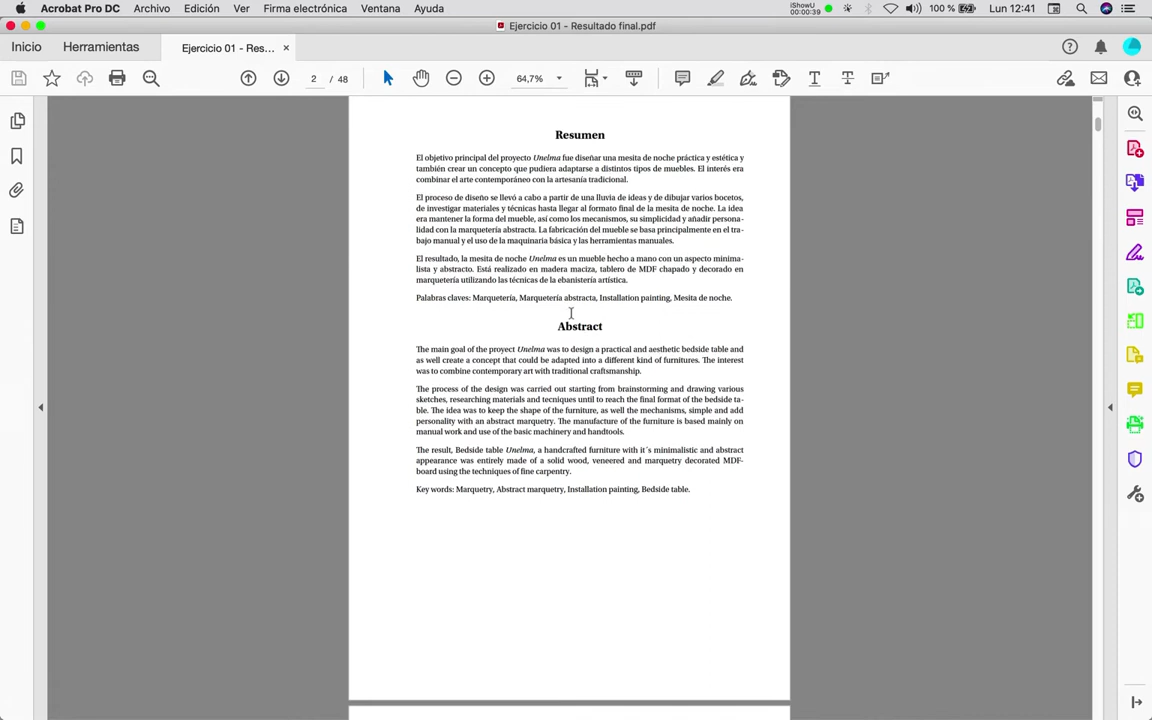 Acrobat Pro DC Archivo Edición Ver Firma electrónica Ventana Ayuda iShowU 00:00:39 100 % Lun 12:41
Ejercicio 01 - Resultado final.pdf
Inicio Herramientas Ejercicio 01 - Res... ×
2 / 48 64,7%
Resumen
El objetivo principal del proyecto Unelma fue diseñar una mesita de noche práctica y estética y
también crear un concepto que pudiera adaptarse a distintos tipos de muebles. El interés era
combinar el arte contemporáneo con la artesanía tradicional.
El proceso de diseño se llevó a cabo a partir de una lluvia de ideas y de dibujar varios bocetos,
de investigar materiales y técnicas hasta llegar al formato final de la mesita de noche. La idea
era mantener la forma del mueble, así como los mecanismos, su simplicidad y añadir persona-
lidad con la marquetería abstracta. La fabricación del mueble se basa principalmente en el tra-
bajo manual y el uso de la maquinaria básica y las herramientas manuales.
El resultado, la mesita de noche Unelma es un mueble hecho a mano con un aspecto minima-
lista y abstracto. Está realizado en madera maciza, tablero de MDF chapado y decorado en
marquetería utilizando las técnicas de la ebanistería artística.
Palabras claves: Marquetería, Marquetería abstracta, Installation painting, Mesita de noche.
Abstract
The main goal of the proyect Unelma was to design a practical and aesthetic bedside table and
as well create a concept that could be adapted into a different kind of furnitures. The interest
was to combine contemporary art with traditional craftsmanship.
The process of the design was carried out starting from brainstorming and drawing various
sketches, researching materials and tecniques until to reach the final format of the bedside ta-
ble. The idea was to keep the shape of the furniture, as well the mechanisms, simple and add
personality with an abstract marquetry. The manufacture of the furniture is based mainly on
manual work and use of the basic machinery and handtools.
The result, Bedside table Unelma, a handcrafted furniture with it´s minimalistic and abstract
appearance was entirely made of a solid wood, veneered and marquetry decorated MDF-
board using the techniques of fine carpentry.
Key words: Marquetry, Abstract marquetry, Installation painting, Bedside table.